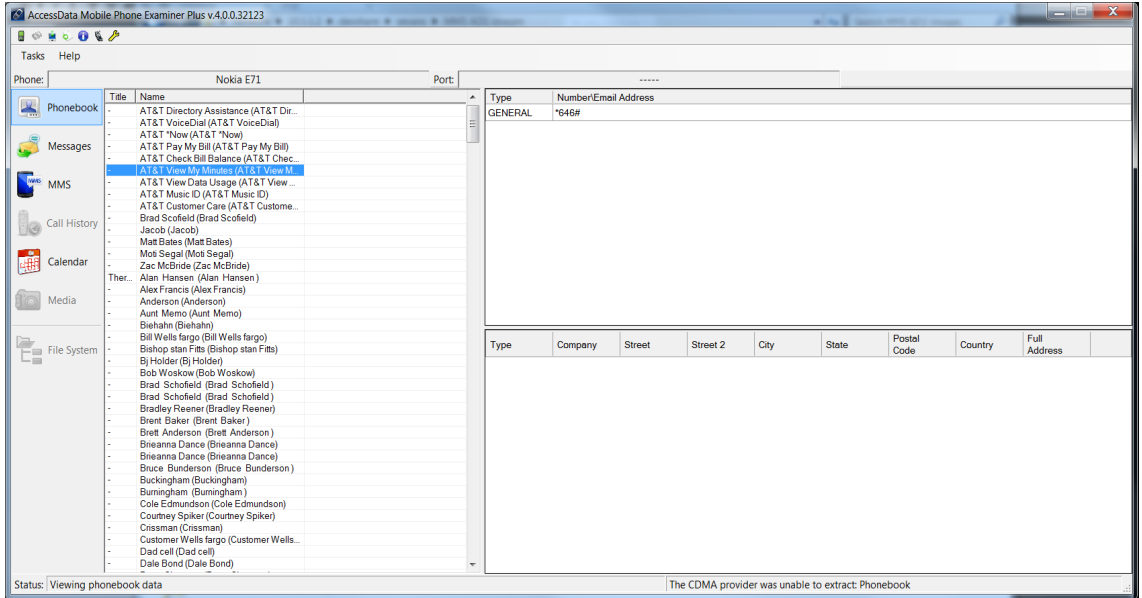 AccessData Mobile Phone Examiner Plus v.4.0.0.32123
Tasks Help
Phone: Nokia E71 Port: -----
Phonebook
Messages
MMS
Call History
Calendar
Media
File System
Title Name
- AT&T Directory Assistance (AT&T Dir...
- AT&T VoiceDial (AT&T VoiceDial)
- AT&T *Now (AT&T *Now)
- AT&T Pay My Bill (AT&T Pay My Bill)
- AT&T Check Bill Balance (AT&T Chec...
- AT&T View My Minutes (AT&T View M...
- AT&T View Data Usage (AT&T View ...
- AT&T Music ID (AT&T Music ID)
- AT&T Customer Care (AT&T Custome...
- Brad Scofield (Brad Scofield)
- Jacob (Jacob)
- Matt Bates (Matt Bates)
- Moti Segal (Moti Segal)
- Zac McBride (Zac McBride)
Ther... Alan Hansen (Alan Hansen )
- Alex Francis (Alex Francis)
- Anderson (Anderson)
- Aunt Memo (Aunt Memo)
- Biehahn (Biehahn)
- Bill Wells fargo (Bill Wells fargo)
- Bishop stan Fitts (Bishop stan Fitts)
- Bj Holder (Bj Holder)
- Bob Woskow (Bob Woskow)
- Brad Schofield (Brad Schofield )
- Brad Schofield (Brad Schofield )
- Bradley Reener (Bradley Reener)
- Brent Baker (Brent Baker )
- Brett Anderson (Brett Anderson )
- Brieanna Dance (Brieanna Dance)
- Brieanna Dance (Brieanna Dance)
- Bruce Bunderson (Bruce Bunderson )
- Buckingham (Buckingham)
- Burningham (Burningham )
- Cole Edmundson (Cole Edmundson)
- Courtney Spiker (Courtney Spiker)
- Crissman (Crissman)
- Customer Wells fargo (Customer Wells...
- Dad cell (Dad cell)
- Dale Bond (Dale Bond)
Type Number\Email Address
GENERAL *646#
Type Company Street Street 2 City State Postal Code Country Full Address
Status: Viewing phonebook data The CDMA provider was unable to extract: Phonebook